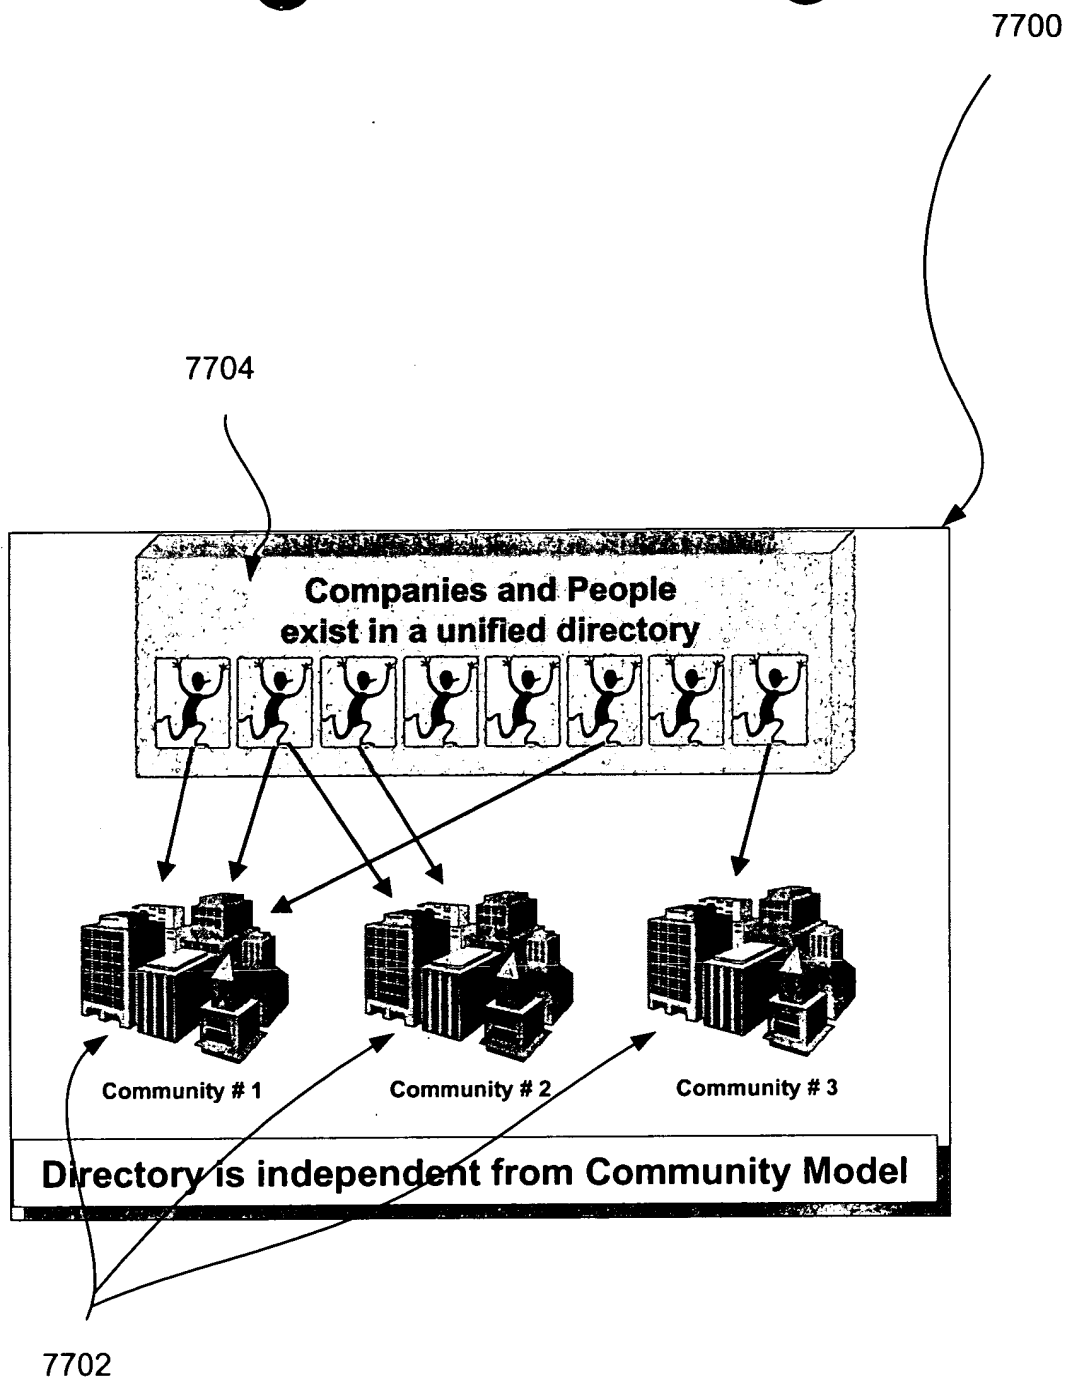 7700
7704
Companies and People
exist in a unified directory
Community # 1
Community # 2
Community # 3
Directory is independent from Community Model
7702